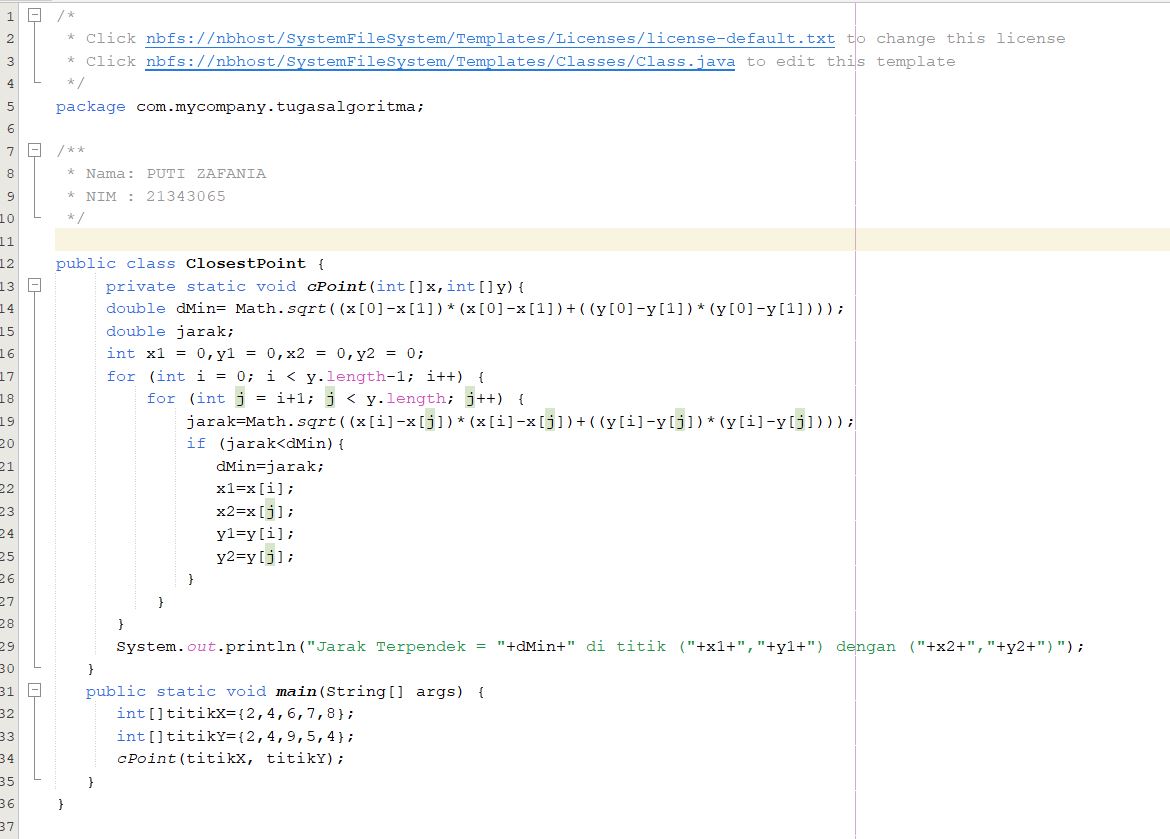 1 /*
2  * Click nbfs://nbhost/SystemFileSystem/Templates/Licenses/license-default.txt to change this license
3  * Click nbfs://nbhost/SystemFileSystem/Templates/Classes/Class.java to edit this template
4  */
5 package com.mycompany.tugasalgoritma;
6
7 /**
8  * Nama: PUTI ZAFANIA
9  * NIM : 21343065
10  */
11
12 public class ClosestPoint {
13     private static void cPoint(int[]x,int[]y){
14     double dMin= Math.sqrt((x[0]-x[1])*(x[0]-x[1])+((y[0]-y[1])*(y[0]-y[1])));
15     double jarak;
16     int x1 = 0,y1 = 0,x2 = 0,y2 = 0;
17     for (int i = 0; i < y.length-1; i++) {
18         for (int j = i+1; j < y.length; j++) {
19             jarak=Math.sqrt((x[i]-x[j])*(x[i]-x[j])+((y[i]-y[j])*(y[i]-y[j])));
20             if (jarak<dMin){
21                dMin=jarak;
22                x1=x[i];
23                x2=x[j];
24                y1=y[i];
25                y2=y[j];
26             }
27          }
28      }
29      System.out.println("Jarak Terpendek = "+dMin+" di titik ("+x1+","+y1+") dengan ("+x2+","+y2+")");
30   }
31   public static void main(String[] args) {
32      int[]titikX={2,4,6,7,8};
33      int[]titikY={2,4,9,5,4};
34      cPoint(titikX, titikY);
35   }
36 }
37